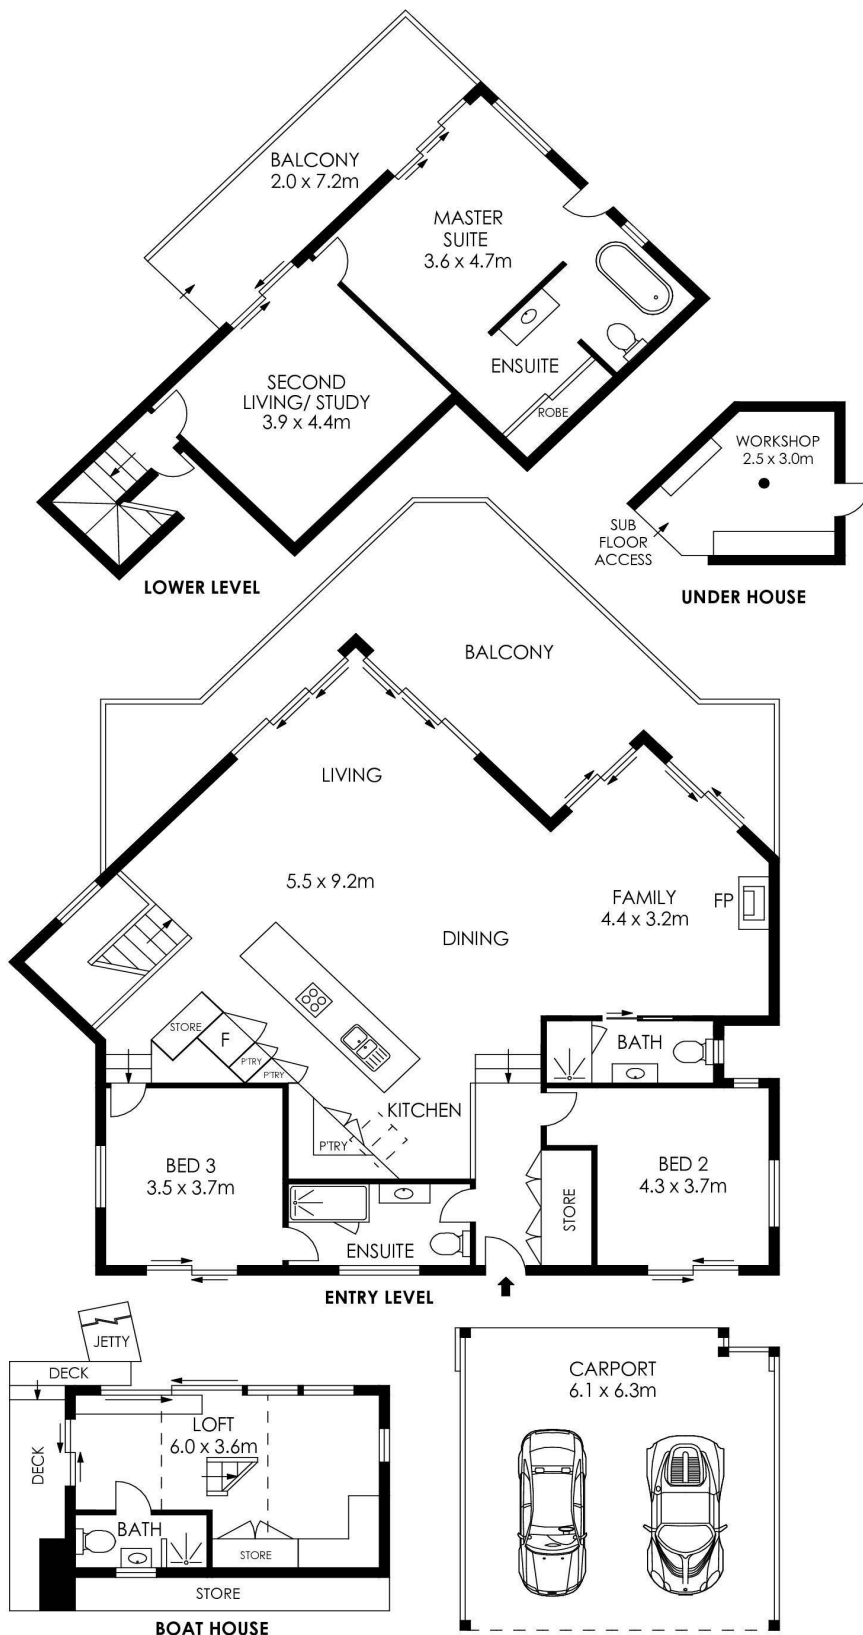 BALCONY
2.0 x 7.2m
MASTER
SUITE
3.6 x 4.7m
ENSUITE
ROBE
SECOND
LIVING/ STUDY
3.9 x 4.4m
LOWER LEVEL
WORKSHOP
2.5 x 3.0m
SUB
FLOOR
ACCESS
UNDER HOUSE
BALCONY
LIVING
5.5 x 9.2m
DINING
FAMILY
4.4 x 3.2m
FP
STORE
F
P'TRY
P'TRY
P'TRY
KITCHEN
BATH
BED 3
3.5 x 3.7m
ENSUITE
STORE
BED 2
4.3 x 3.7m
ENTRY LEVEL
JETTY
DECK
DECK
LOFT
6.0 x 3.6m
BATH
STORE
STORE
BOAT HOUSE
CARPORT
6.1 x 6.3m